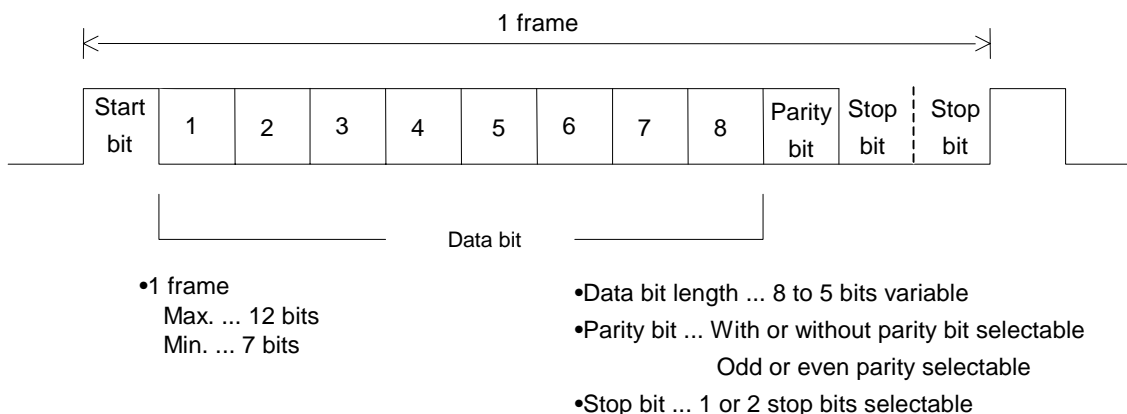 1 frame
Start bit
1 2 3 4 5 6 7 8
Parity bit
Stop bit
Stop bit
Data bit
•1 frame
Max. ... 12 bits
Min. ... 7 bits
•Data bit length ... 8 to 5 bits variable
•Parity bit ... With or without parity bit selectable
Odd or even parity selectable
•Stop bit ... 1 or 2 stop bits selectable